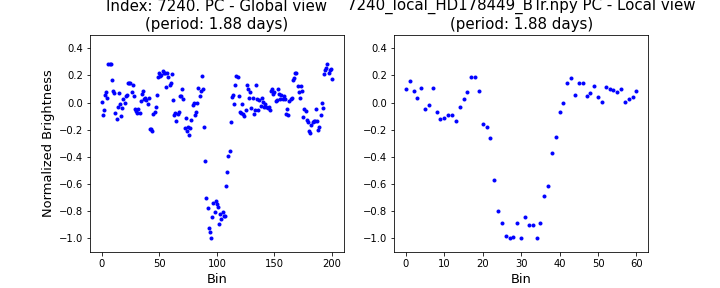 Index: 7240. PC - Global view
(period: 1.88 days)
7240_local_HD178449_BTr.npy PC - Local view
(period: 1.88 days)
Normalized Brightness
0.4
0.2
0.0
−0.2
−0.4
−0.6
−0.8
−1.0
0 50 100 150 200
Bin
0.4
0.2
0.0
−0.2
−0.4
−0.6
−0.8
−1.0
0 10 20 30 40 50 60
Bin